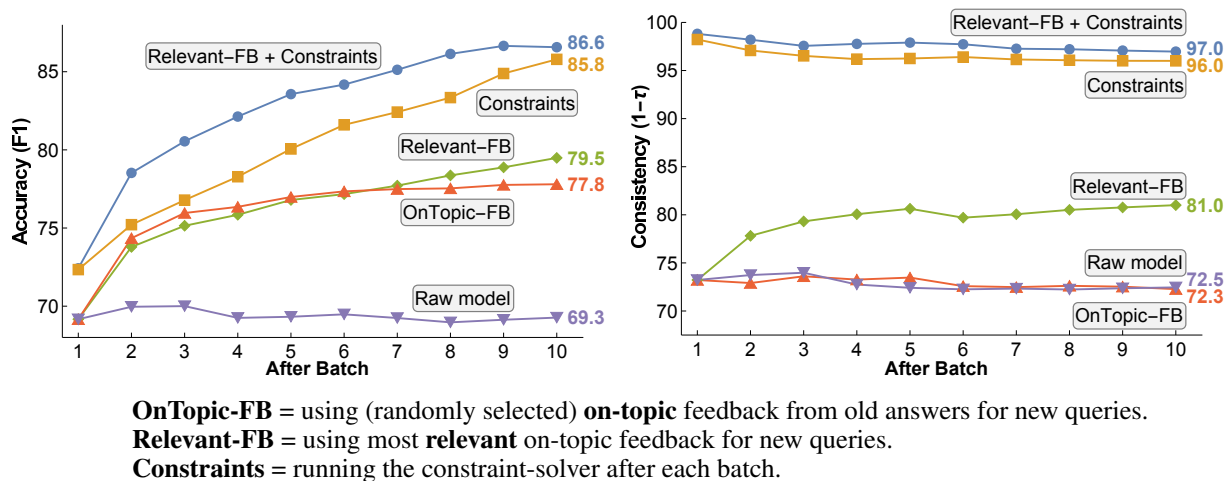 Accuracy (F1)
85
80
75
70
Relevant-FB + Constraints
86.6
85.8
Constraints
Relevant-FB
79.5
77.8
OnTopic-FB
Raw model
69.3
1 2 3 4 5 6 7 8 9 10
After Batch
Consistency (1-τ)
100
95
90
85
80
75
70
Relevant-FB + Constraints
97.0
96.0
Constraints
Relevant-FB
81.0
Raw model
72.5
72.3
OnTopic-FB
1 2 3 4 5 6 7 8 9 10
After Batch
OnTopic-FB = using (randomly selected) on-topic feedback from old answers for new queries.
Relevant-FB = using most relevant on-topic feedback for new queries.
Constraints = running the constraint-solver after each batch.